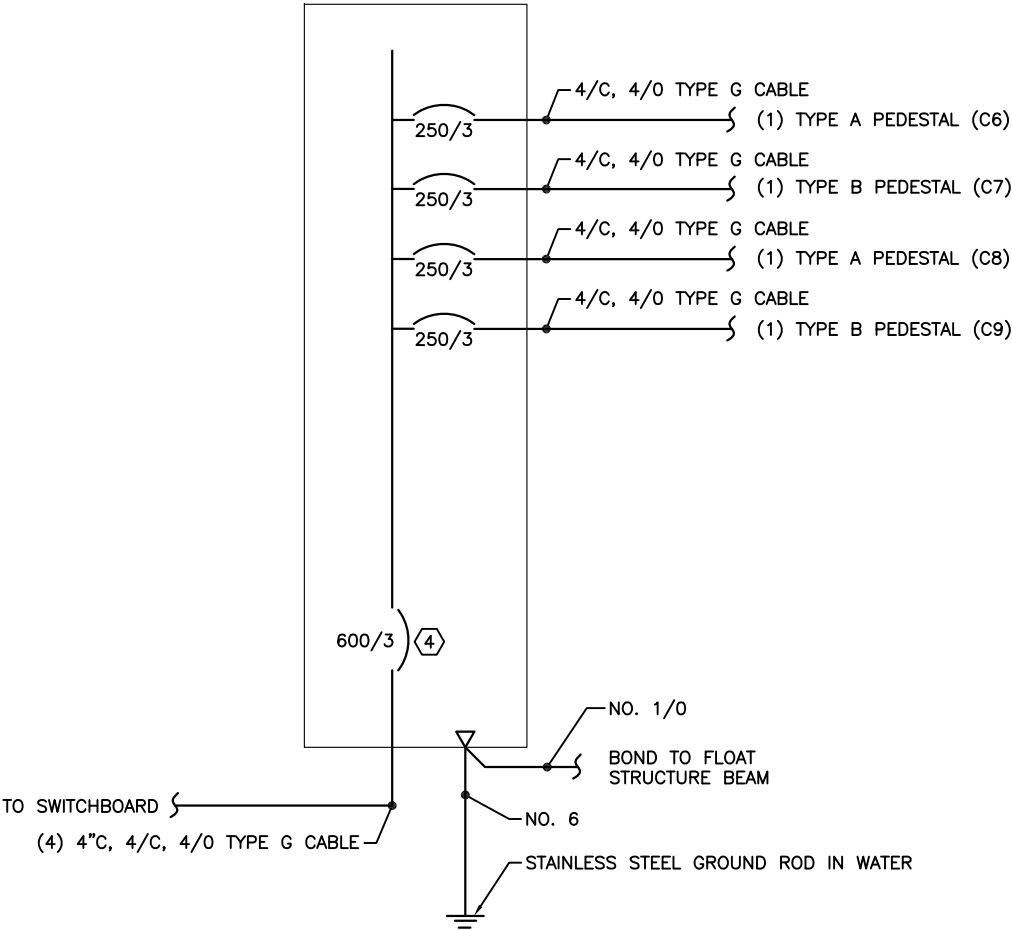 4/C, 4/0 TYPE G CABLE
250/3
(1) TYPE A PEDESTAL (C6)
4/C, 4/0 TYPE G CABLE
250/3
(1) TYPE B PEDESTAL (C7)
4/C, 4/0 TYPE G CABLE
250/3
(1) TYPE A PEDESTAL (C8)
4/C, 4/0 TYPE G CABLE
250/3
(1) TYPE B PEDESTAL (C9)
600/3
4
NO. 1/0
BOND TO FLOAT
STRUCTURE BEAM
TO SWITCHBOARD
NO. 6
(4) 4"C, 4/C, 4/0 TYPE G CABLE
STAINLESS STEEL GROUND ROD IN WATER